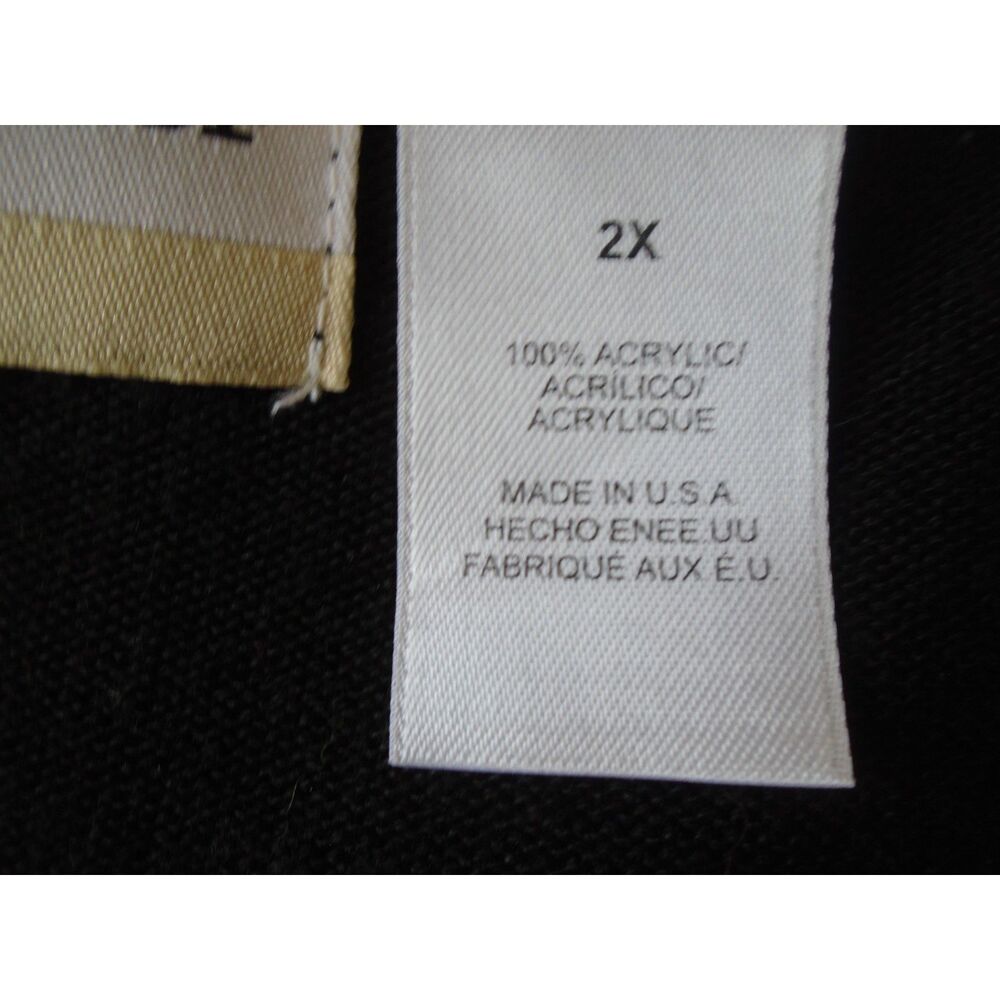 2X
100% ACRYLIC/
ACRÍLICO/
ACRYLIQUE
MADE IN U.S.A
HECHO ENEE.UU
FABRIQUÉ AUX É.U.